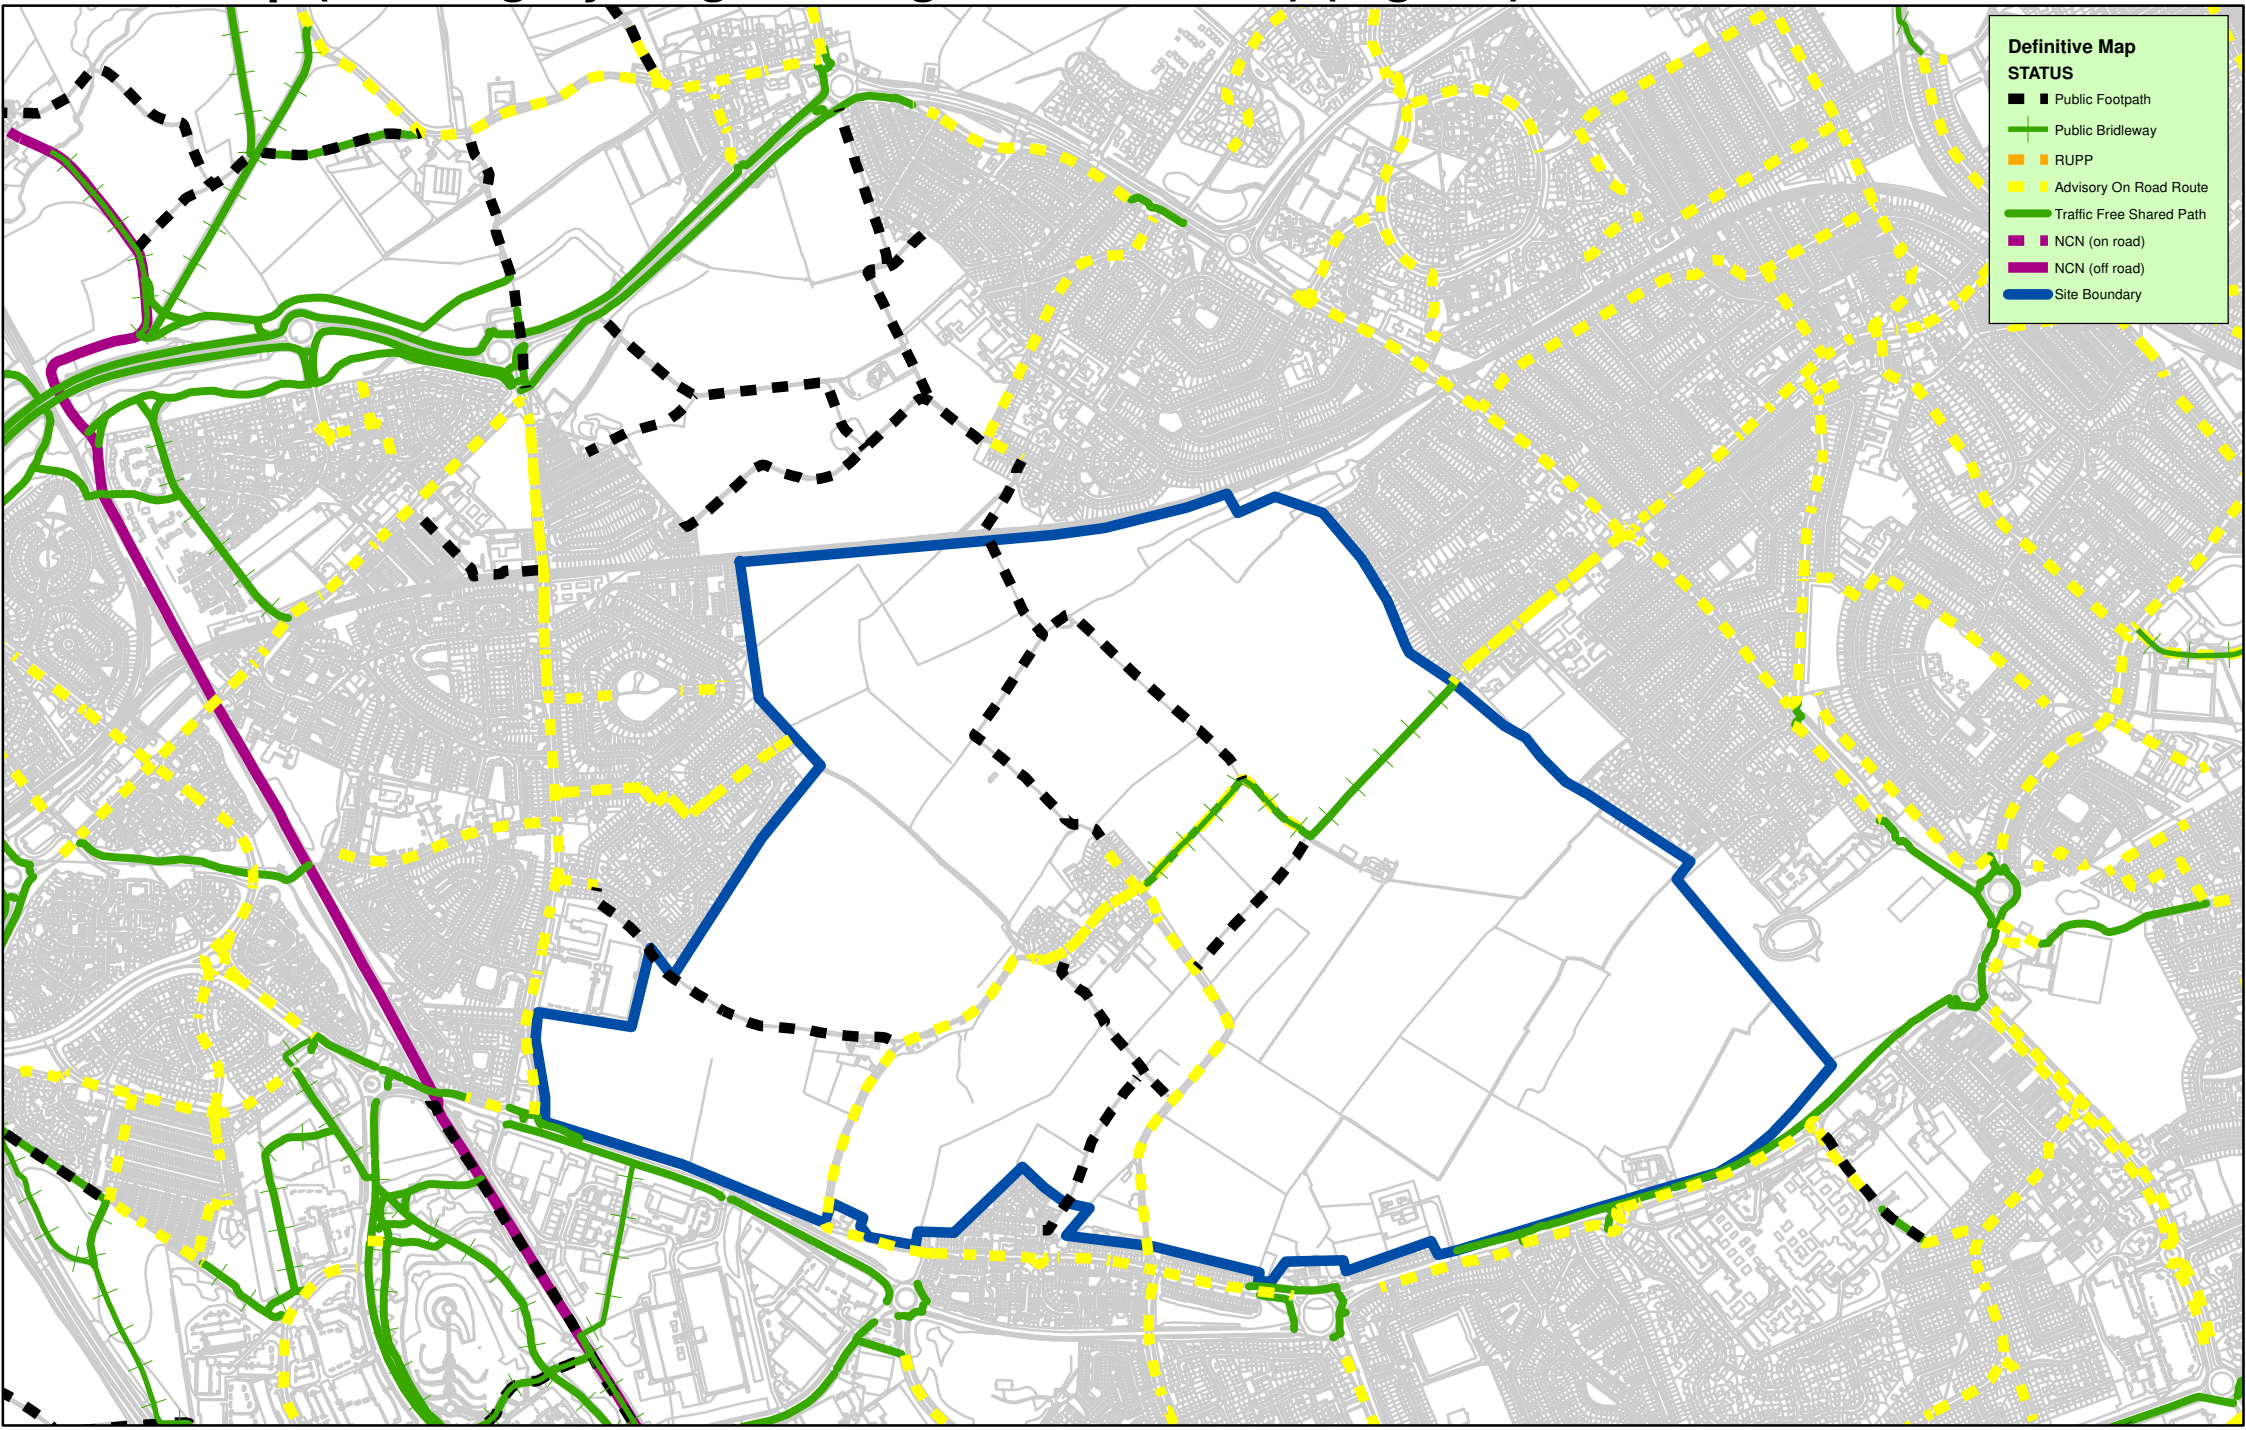 Definitive Map
STATUS
Public Footpath
Public Bridleway
RUPP
Advisory On Road Route
Traffic Free Shared Path
NCN (on road)
NCN (off road)
Site Boundary